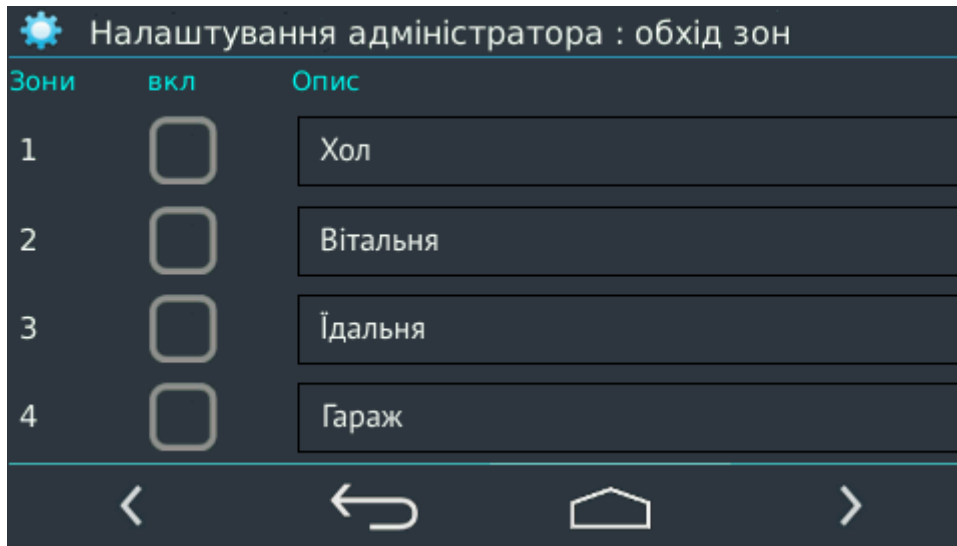 Налаштування адміністратора : обхід зон
Зони вкл Опис
1 Хол
2 Вітальня
3 Їдальня
4 Гараж